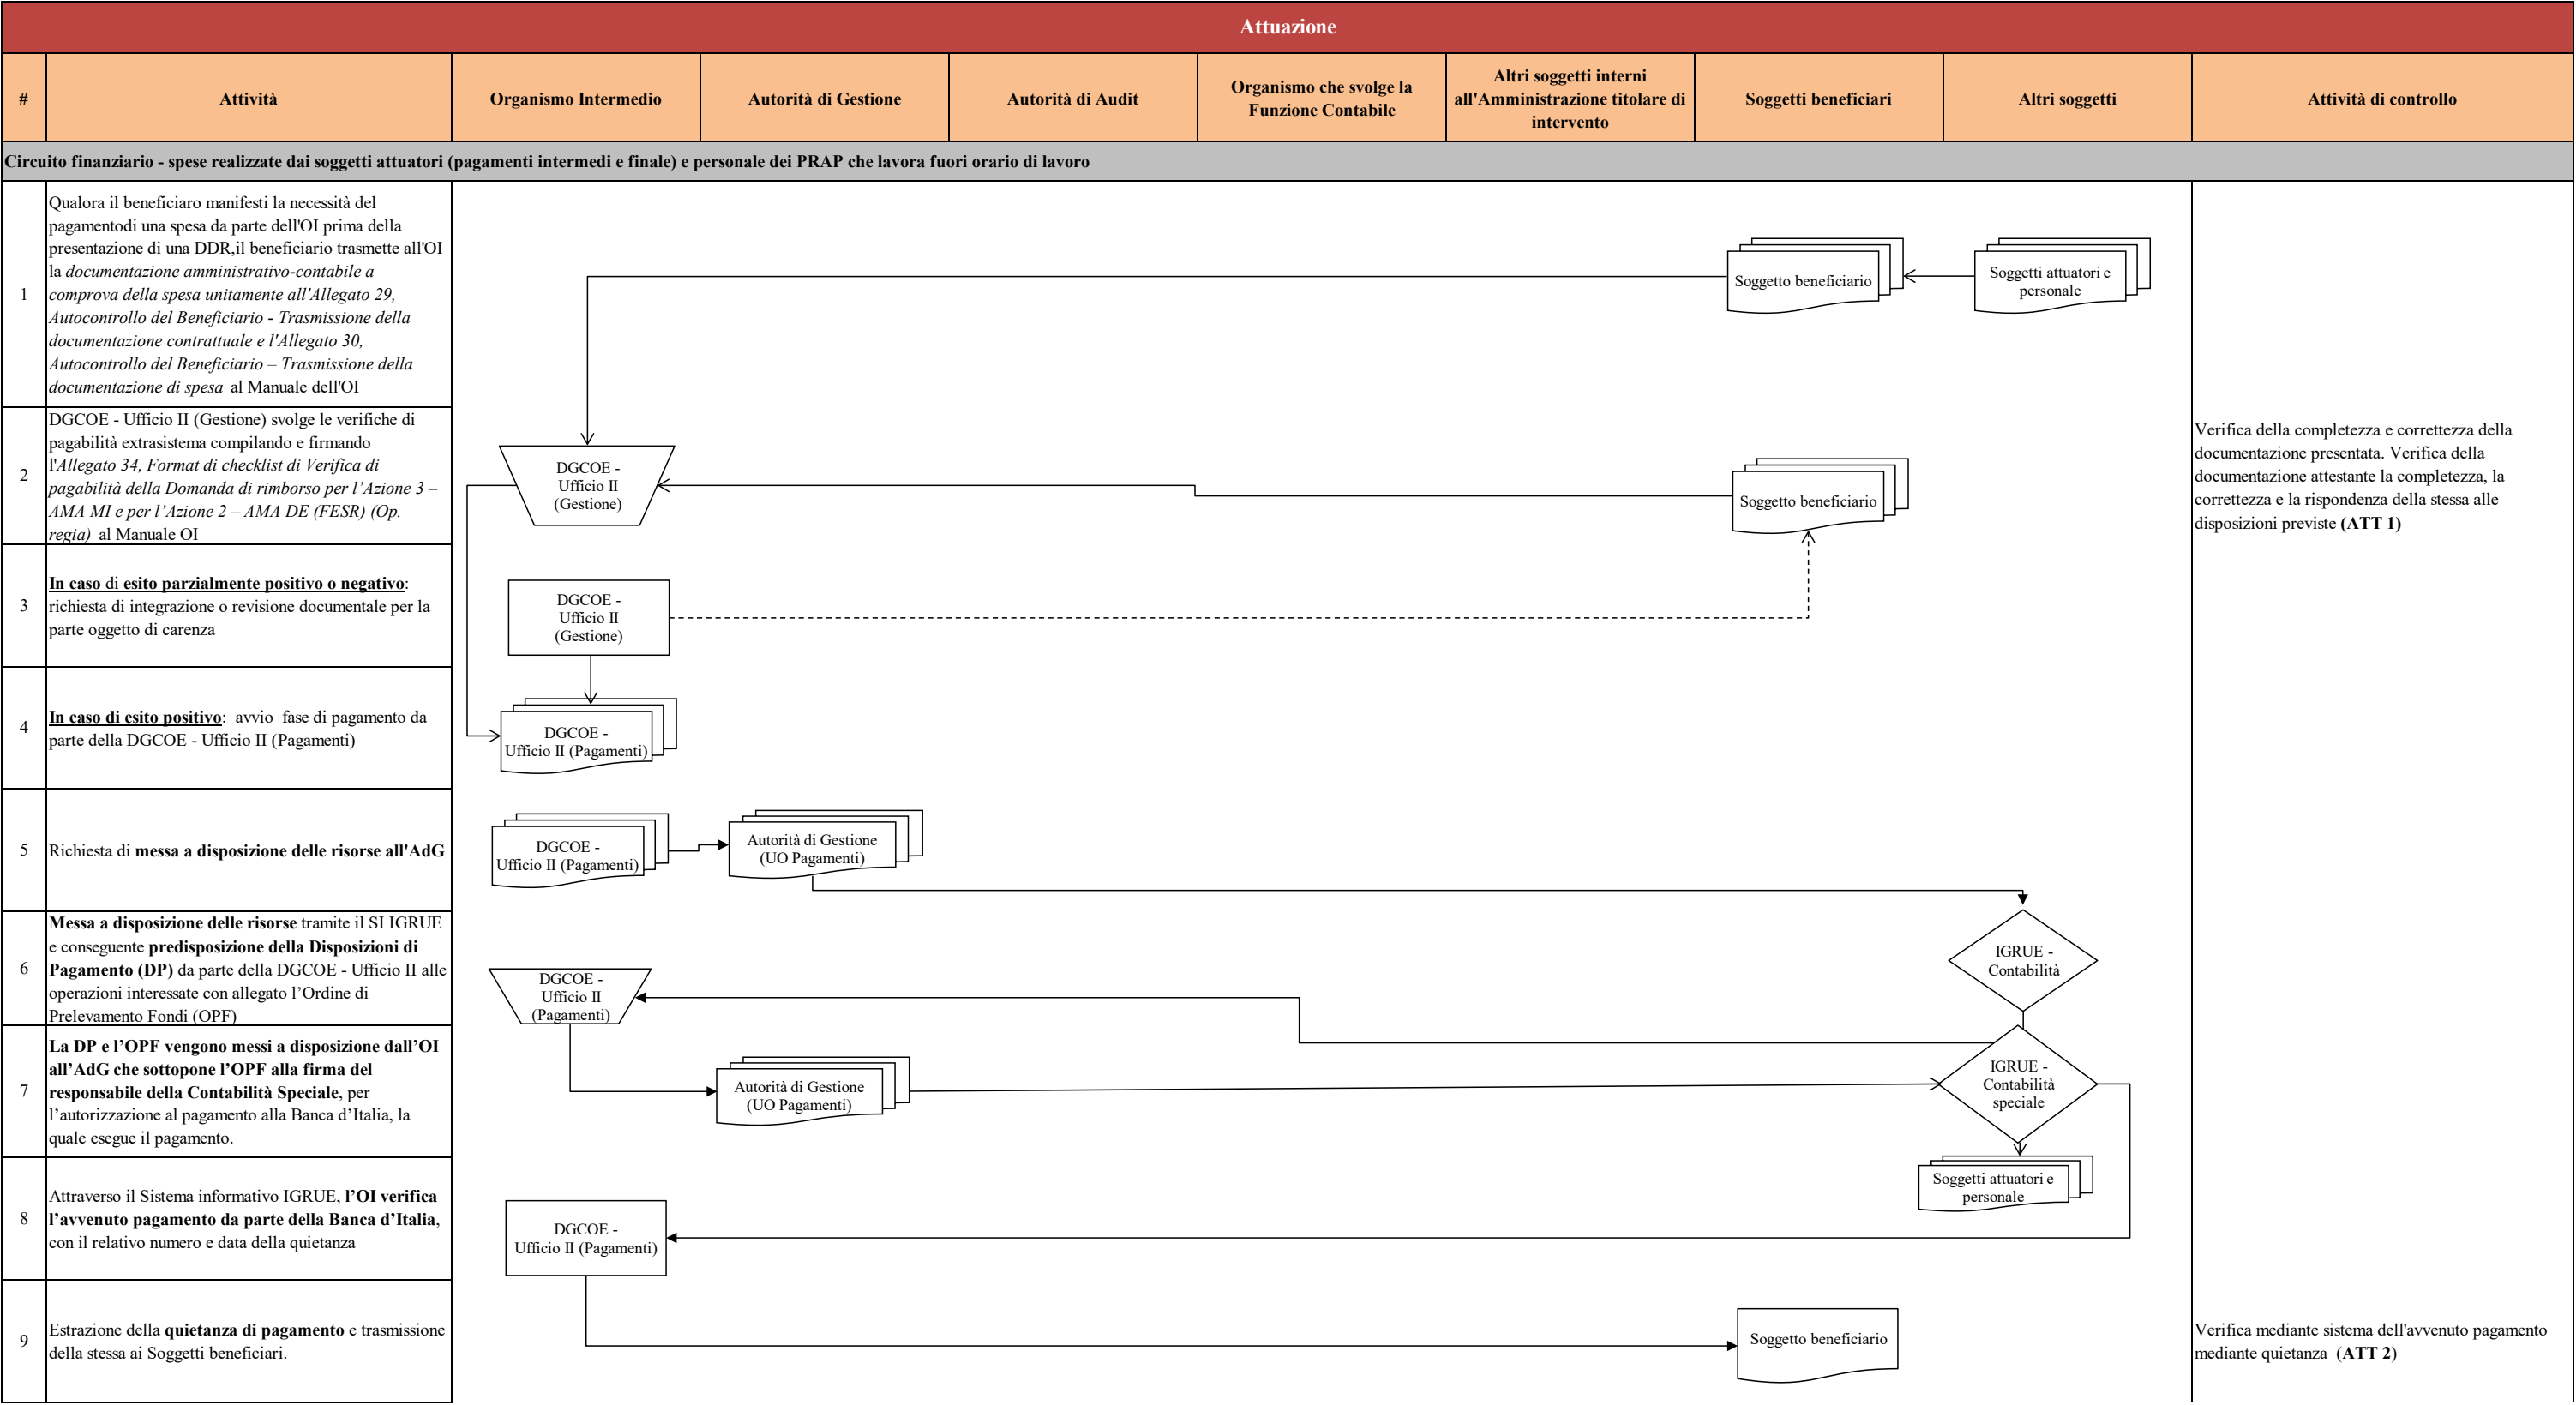 Attuazione
#
Attività
Organismo Intermedio
Autorità di Gestione
Autorità di Audit
Organismo che svolge la
Funzione Contabile
Altri soggetti interni
all'Amministrazione titolare di
intervento
Soggetti beneficiari
Altri soggetti
Attività di controllo
Circuito finanziario - spese realizzate dai soggetti attuatori (pagamenti intermedi e finale) e personale dei PRAP che lavora fuori orario di lavoro
1
Qualora il beneficiaro manifesti la necessità del
pagamentodi una spesa da parte dell'OI prima della
presentazione di una DDR,il beneficiario trasmette all'OI
la documentazione amministrativo-contabile a
comprova della spesa unitamente all'Allegato 29,
Autocontrollo del Beneficiario - Trasmissione della
documentazione contrattuale e l'Allegato 30,
Autocontrollo del Beneficiario – Trasmissione della
documentazione di spesa al Manuale dell'OI
Soggetto beneficiario
Soggetti attuatori e
personale
2
DGCOE - Ufficio II (Gestione) svolge le verifiche di
pagabilità extrasistema compilando e firmando
l'Allegato 34, Format di checklist di Verifica di
pagabilità della Domanda di rimborso per l’Azione 3 –
AMA MI e per l’Azione 2 – AMA DE (FESR) (Op.
regia) al Manuale OI
DGCOE -
Ufficio II
(Gestione)
Soggetto beneficiario
Verifica della completezza e correttezza della
documentazione presentata. Verifica della
documentazione attestante la completezza, la
correttezza e la rispondenza della stessa alle
disposizioni previste (ATT 1)
3
In caso di esito parzialmente positivo o negativo:
richiesta di integrazione o revisione documentale per la
parte oggetto di carenza
DGCOE -
Ufficio II
(Gestione)
4
In caso di esito positivo: avvio fase di pagamento da
parte della DGCOE - Ufficio II (Pagamenti)
DGCOE -
Ufficio II (Pagamenti)
5
Richiesta di messa a disposizione delle risorse all'AdG
DGCOE -
Ufficio II (Pagamenti)
Autorità di Gestione
(UO Pagamenti)
6
Messa a disposizione delle risorse tramite il SI IGRUE
e conseguente predisposizione della Disposizioni di
Pagamento (DP) da parte della DGCOE - Ufficio II alle
operazioni interessate con allegato l’Ordine di
Prelevamento Fondi (OPF)
DGCOE -
Ufficio II
(Pagamenti)
IGRUE -
Contabilità
7
La DP e l’OPF vengono messi a disposizione dall’OI
all’AdG che sottopone l’OPF alla firma del
responsabile della Contabilità Speciale, per
l’autorizzazione al pagamento alla Banca d’Italia, la
quale esegue il pagamento.
Autorità di Gestione
(UO Pagamenti)
IGRUE -
Contabilità
speciale
8
Attraverso il Sistema informativo IGRUE, l’OI verifica
l’avvenuto pagamento da parte della Banca d’Italia,
con il relativo numero e data della quietanza
DGCOE -
Ufficio II (Pagamenti)
Soggetti attuatori e
personale
9
Estrazione della quietanza di pagamento e trasmissione
della stessa ai Soggetti beneficiari.
Soggetto beneficiario
Verifica mediante sistema dell'avvenuto pagamento
mediante quietanza (ATT 2)